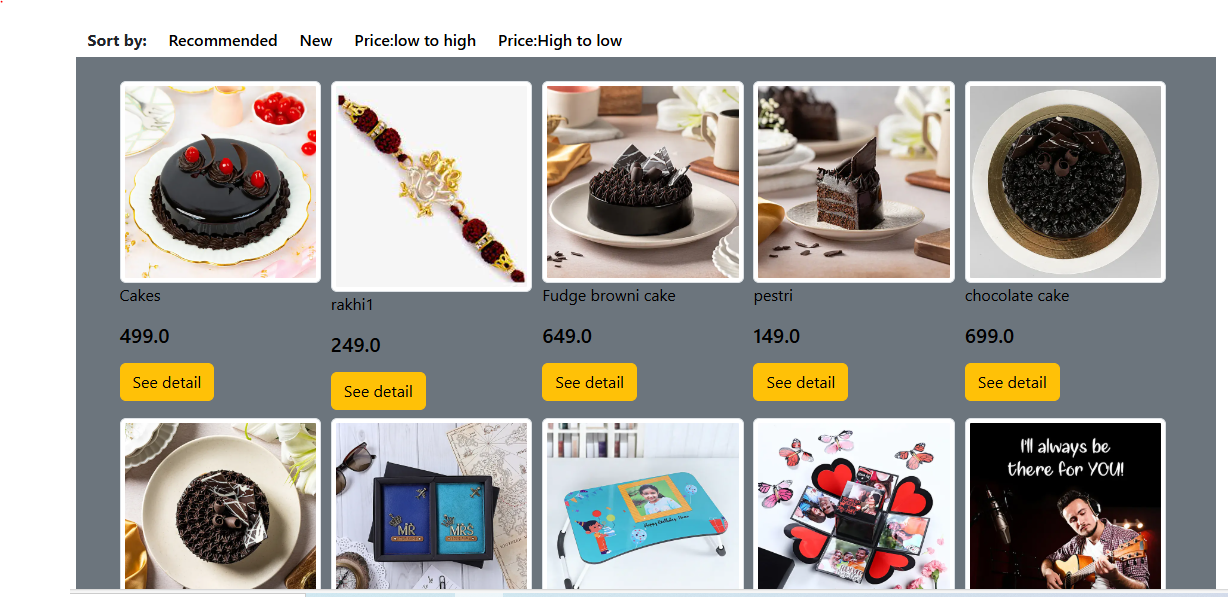 Sort by: Recommended New Price:low to high Price:High to low
Cakes
499.0
See detail
rakhi1
249.0
See detail
Fudge browni cake
649.0
See detail
pestri
149.0
See detail
chocolate cake
699.0
See detail
MR
MRS
I'll always be
there for YOU!